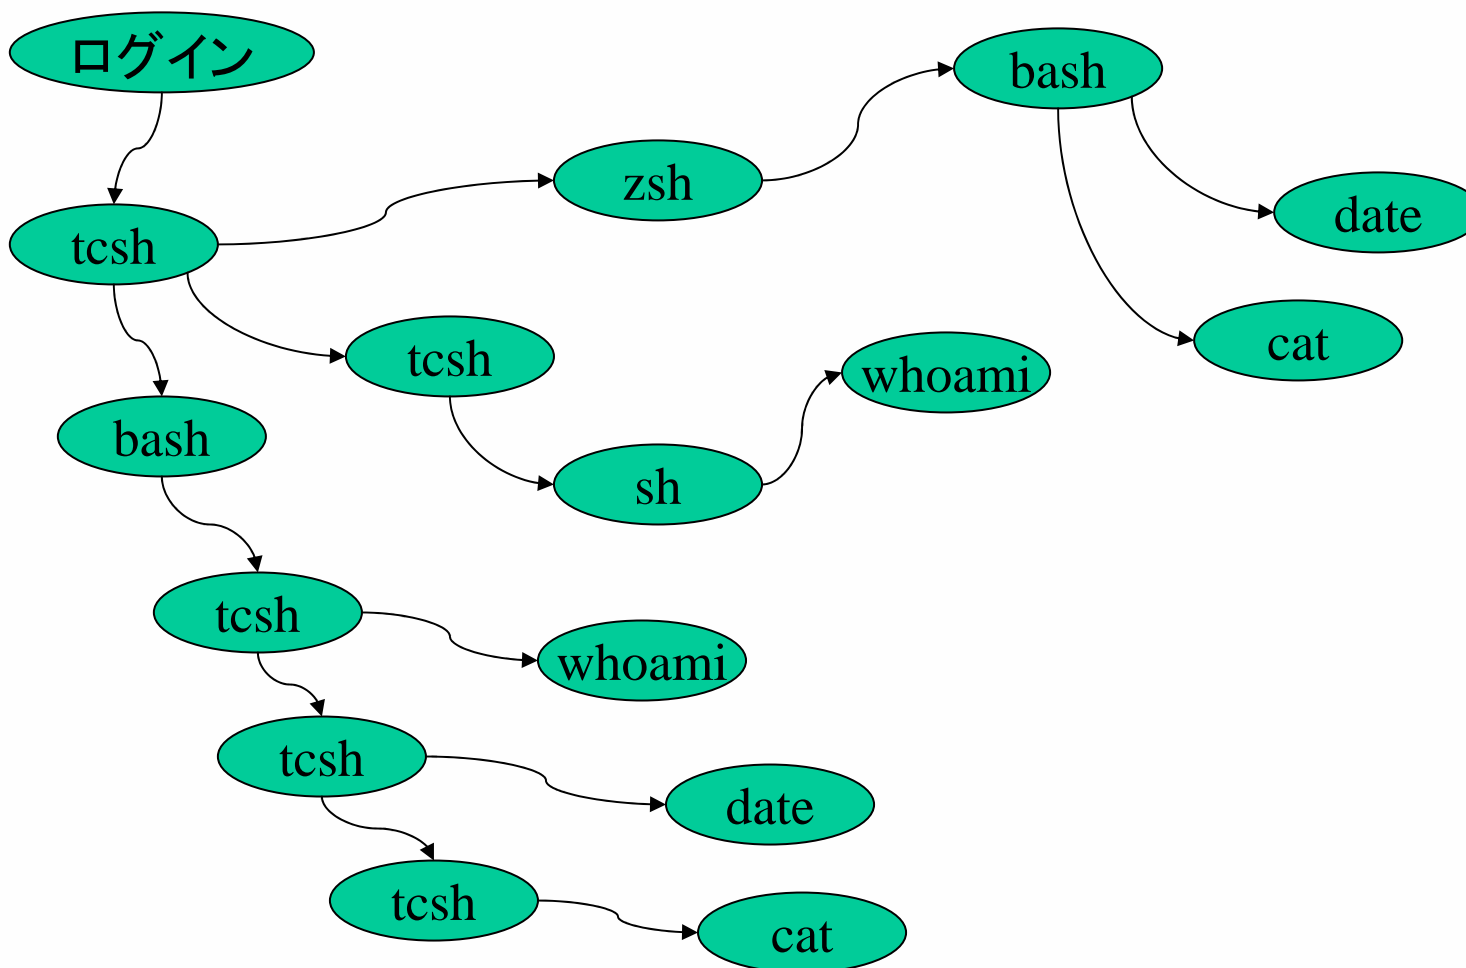 ログイン
bash
zsh
date
tcsh
cat
tcsh
whoami
bash
sh
tcsh
whoami
tcsh
date
tcsh
cat